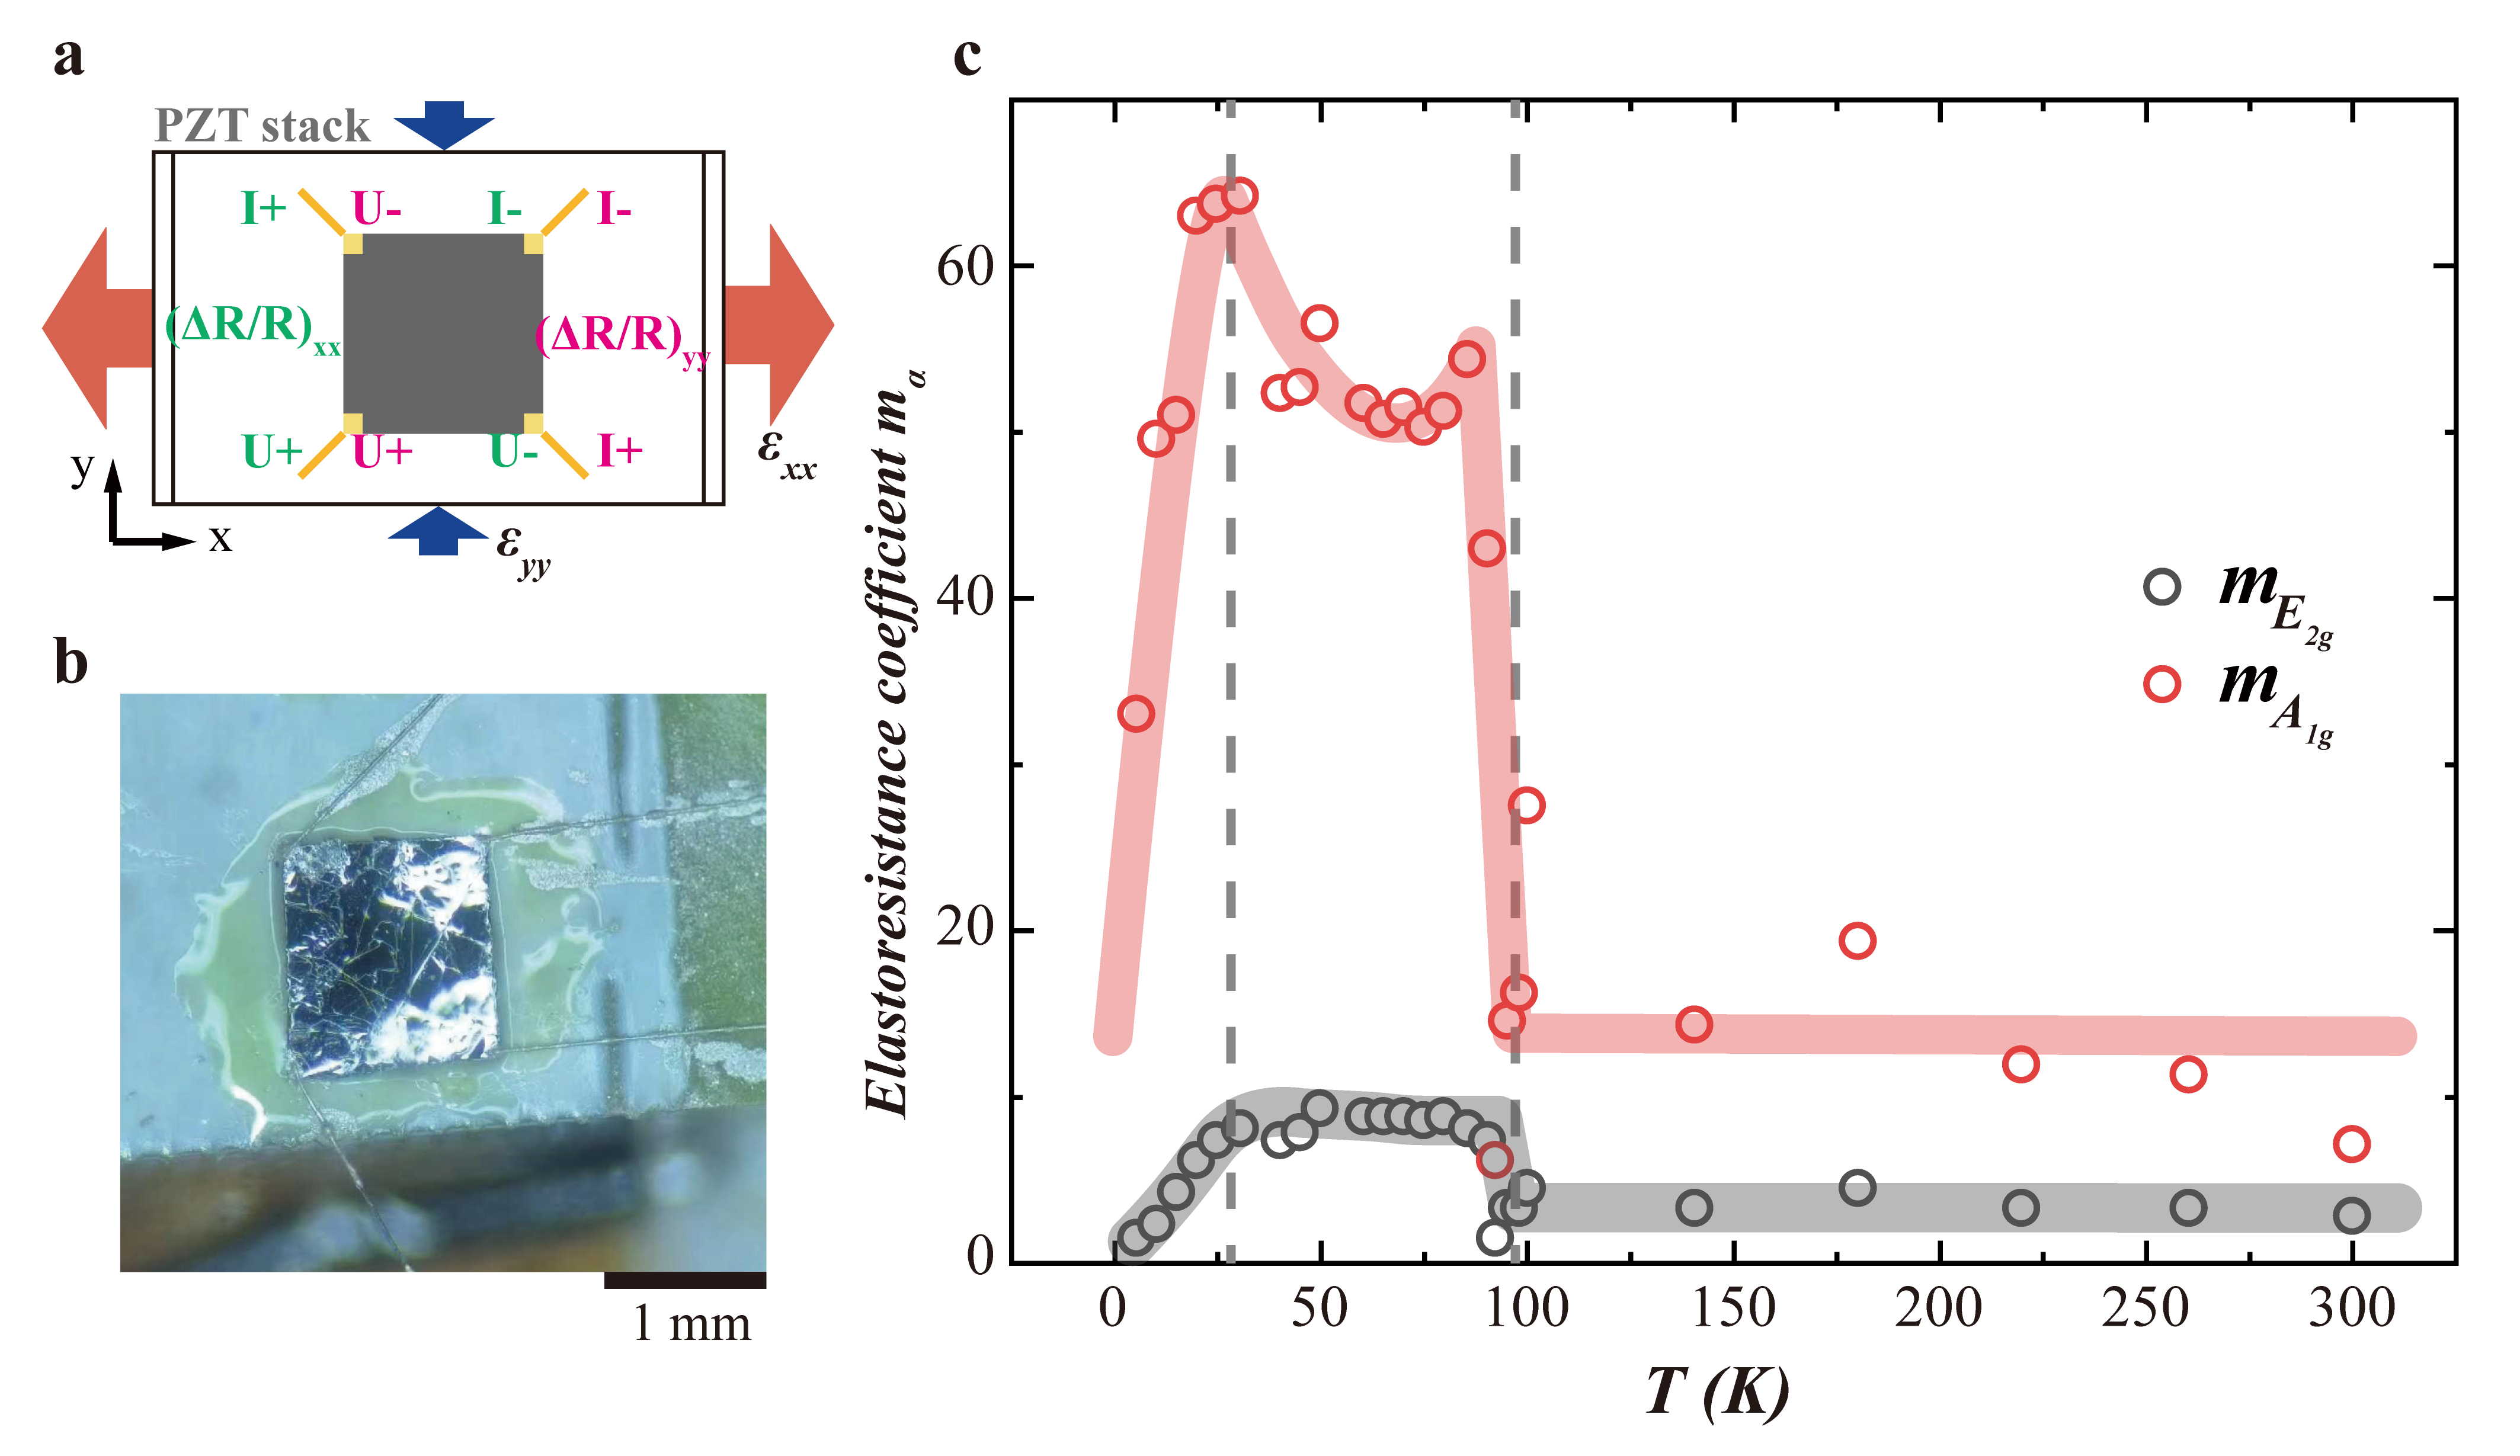 a
PZT stack
I+ U- I- I-
(ΔR/R)xx (ΔR/R)yy
U+ U+ U- I+
εxx
εyy
y
x
b
1 mm
c
Elastoresistance coefficient mα
60
40
20
0
mE2g
mA1g
0 50 100 150 200 250 300
T (K)